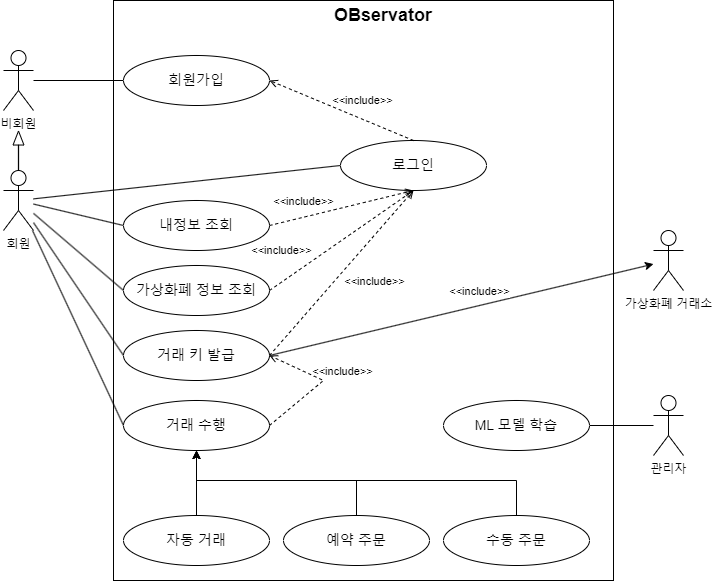 OBservator
회원가입
<<include>>
비회원
로그인
회원
내정보 조회
<<include>>
<<include>>
가상화폐 정보 조회
<<include>>
<<include>>
가상화폐 거래소
거래 키 발급
<<include>>
거래 수행
ML 모델 학습
관리자
자동 거래
예약 주문
수동 주문